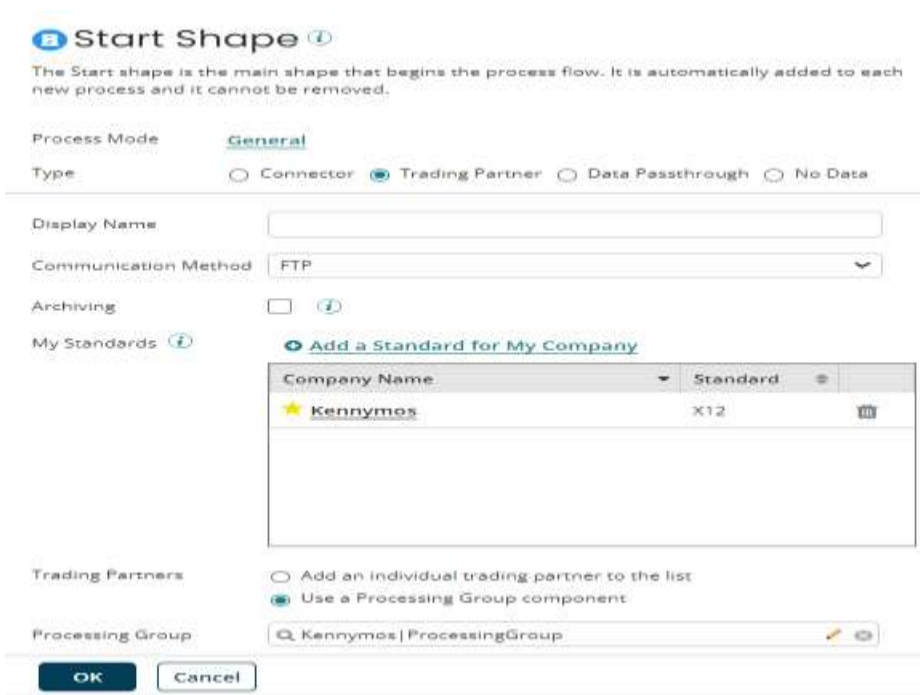 Start Shape
The Start shape is the main shape that begins the process flow. It is automatically added to each
new process and it cannot be removed.
Process Mode General
Type Connector Trading Partner Data Passthrough No Data
Display Name
Communication Method FTP
Archiving
My Standards Add a Standard for My Company
Company Name Standard
Kennymos X12
Trading Partners Add an individual trading partner to the list
Use a Processing Group component
Processing Group Kennymos|ProcessingGroup
OK Cancel